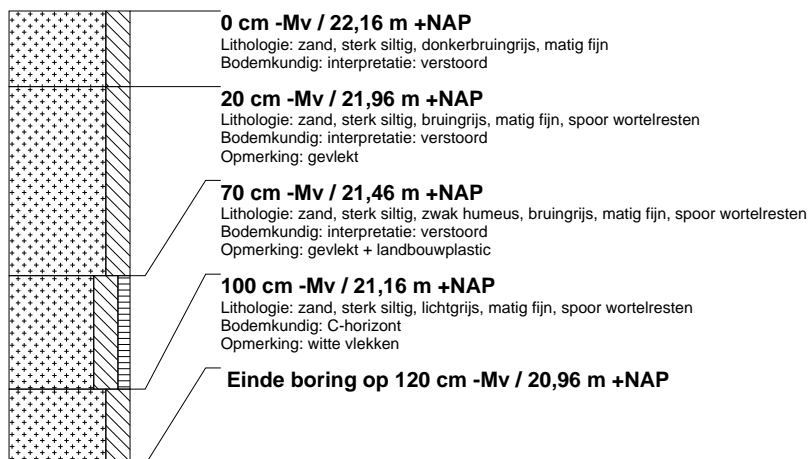 0 cm -Mv / 22,16 m +NAP
Lithologie: zand, sterk siltig, donkerbruingrijs, matig fijn
Bodemkundig: interpretatie: verstoord
20 cm -Mv / 21,96 m +NAP
Lithologie: zand, sterk siltig, bruingrijs, matig fijn, spoor wortelresten
Bodemkundig: interpretatie: verstoord
Opmerking: gevlekt
70 cm -Mv / 21,46 m +NAP
Lithologie: zand, sterk siltig, zwak humeus, bruingrijs, matig fijn, spoor wortelresten
Bodemkundig: interpretatie: verstoord
Opmerking: gevlekt + landbouwplastic
100 cm -Mv / 21,16 m +NAP
Lithologie: zand, sterk siltig, lichtgrijs, matig fijn, spoor wortelresten
Bodemkundig: C-horizont
Opmerking: witte vlekken
Einde boring op 120 cm -Mv / 20,96 m +NAP